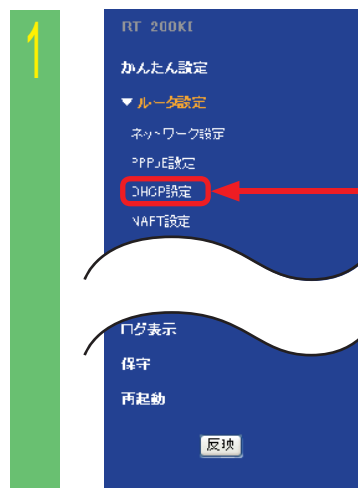 1
RT 200KI
かんたん設定
▼ルータ設定
ネットワーク設定
PPPoE設定
DHCP設定
NAPT設定
ログ表示
保守
再起動
反映